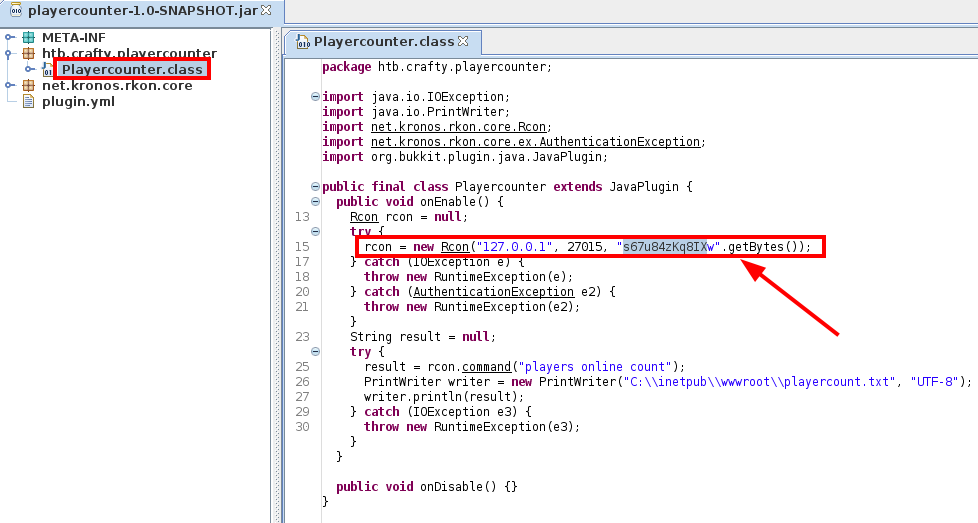 playercounter-1.0-SNAPSHOT.jar
META-INF
htb.crafty.playercounter
Playercounter.class
net.kronos.rkon.core
plugin.yml
Playercounter.class
package htb.crafty.playercounter;
import java.io.IOException;
import java.io.PrintWriter;
import net.kronos.rkon.core.Rcon;
import net.kronos.rkon.core.ex.AuthenticationException;
import org.bukkit.plugin.java.JavaPlugin;
public final class Playercounter extends JavaPlugin {
public void onEnable() {
13 Rcon rcon = null;
try {
15 rcon = new Rcon("127.0.0.1", 27015, "s67u84zKq8IXw".getBytes());
17 } catch (IOException e) {
18 throw new RuntimeException(e);
20 } catch (AuthenticationException e2) {
21 throw new RuntimeException(e2);
}
23 String result = null;
try {
25 result = rcon.command("players online count");
26 PrintWriter writer = new PrintWriter("C:\\inetpub\\wwwroot\\playercount.txt", "UTF-8");
27 writer.println(result);
29 } catch (IOException e3) {
30 throw new RuntimeException(e3);
}
}
public void onDisable() {}
}